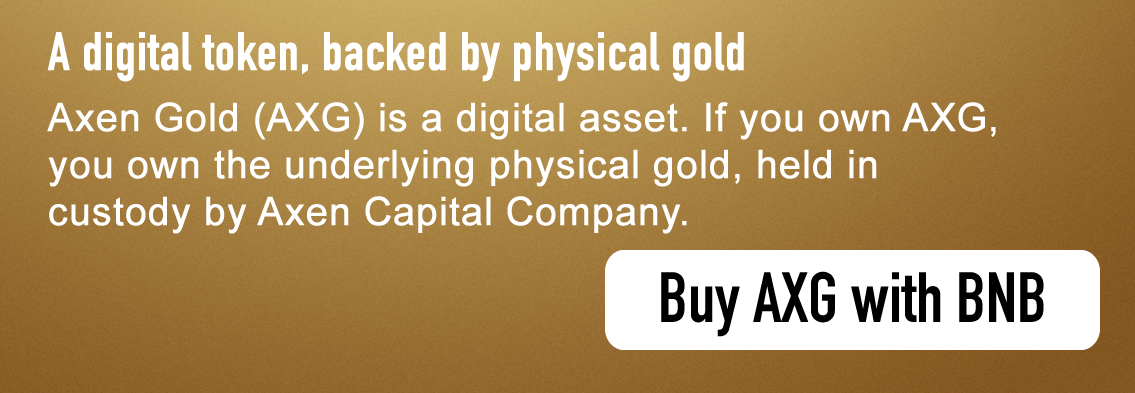 A digital token, backed by physical gold
Axen Gold (AXG) is a digital asset. If you own AXG,
you own the underlying physical gold, held in
custody by Axen Capital Company.
Buy AXG with BNB